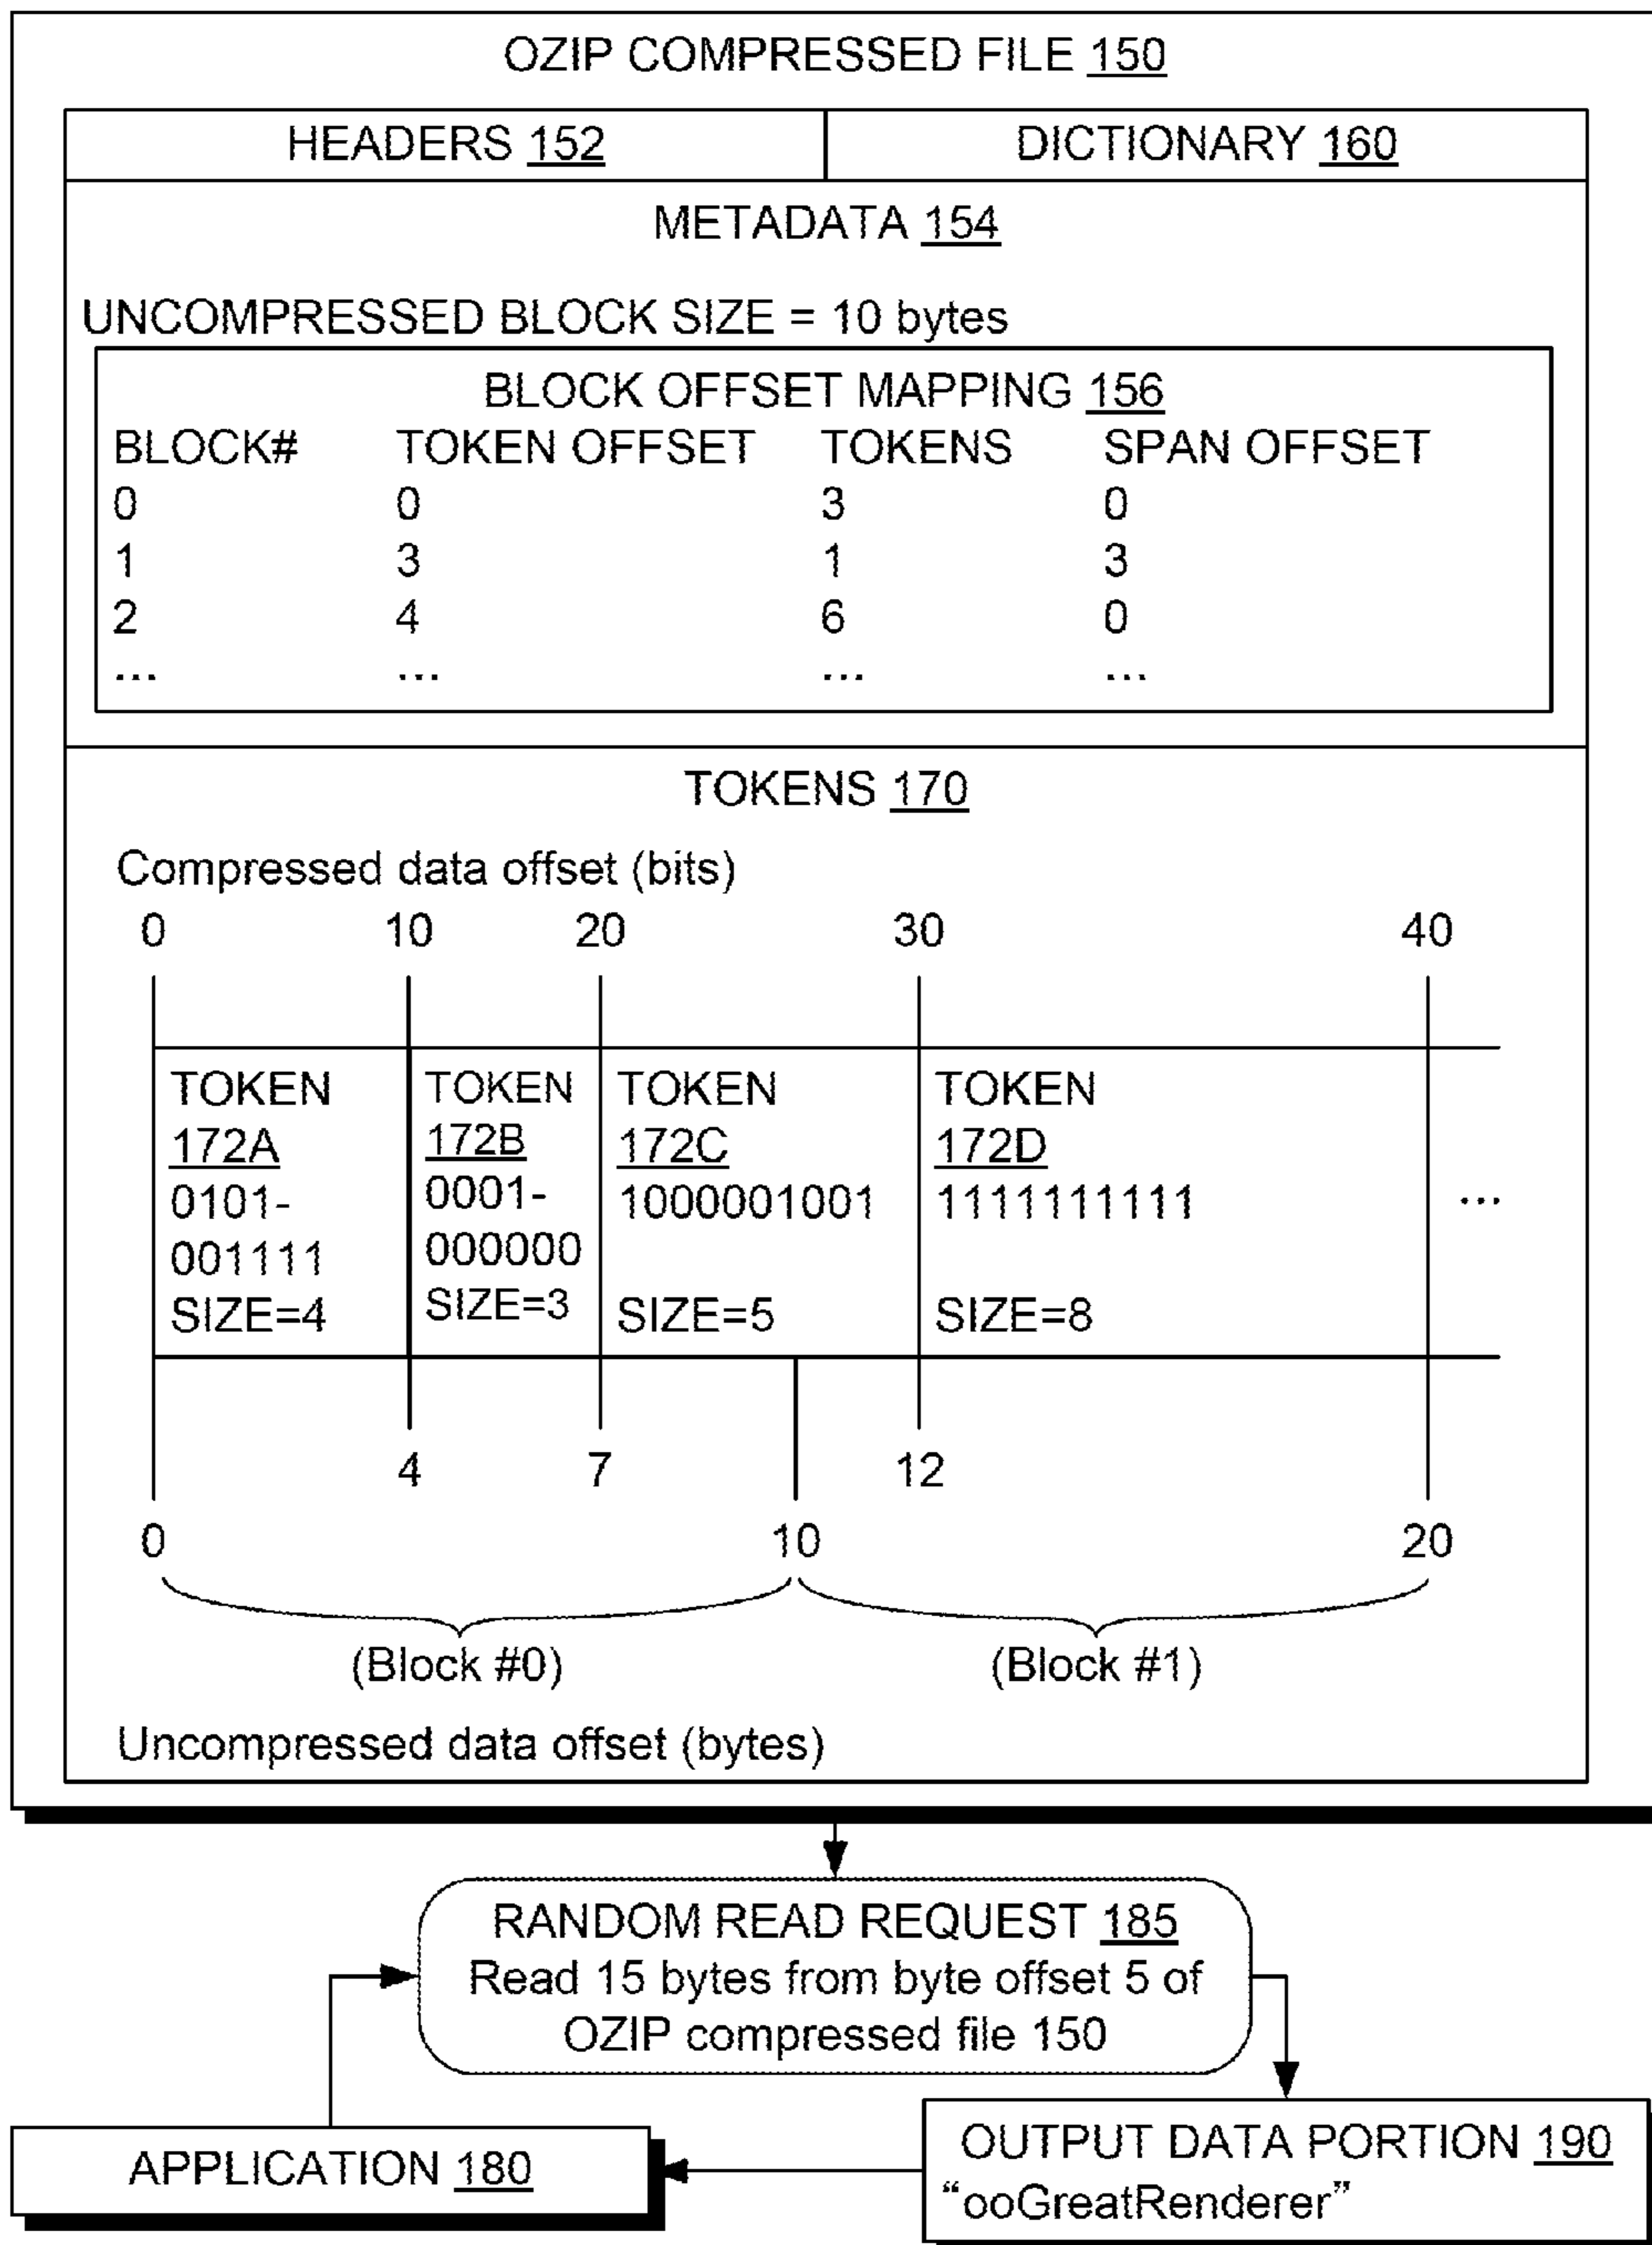 OZIP COMPRESSED FILE 150
HEADERS 152 DICTIONARY 160
METADATA 154
UNCOMPRESSED BLOCK SIZE = 10 bytes
BLOCK OFFSET MAPPING 156
BLOCK# TOKEN OFFSET TOKENS SPAN OFFSET
0 0 3 0
1 3 1 3
2 4 6 0
... ... ... ...
TOKENS 170
Compressed data offset (bits)
0 10 20 30 40
TOKEN TOKEN TOKEN TOKEN
172A 172B 172C 172D
0101- 0001- 1000001001 1111111111 ...
001111 000000
SIZE=4 SIZE=3 SIZE=5 SIZE=8
4 7 12
0 10 20
(Block #0) (Block #1)
Uncompressed data offset (bytes)
RANDOM READ REQUEST 185
Read 15 bytes from byte offset 5 of
OZIP compressed file 150
APPLICATION 180
OUTPUT DATA PORTION 190
“ooGreatRenderer”